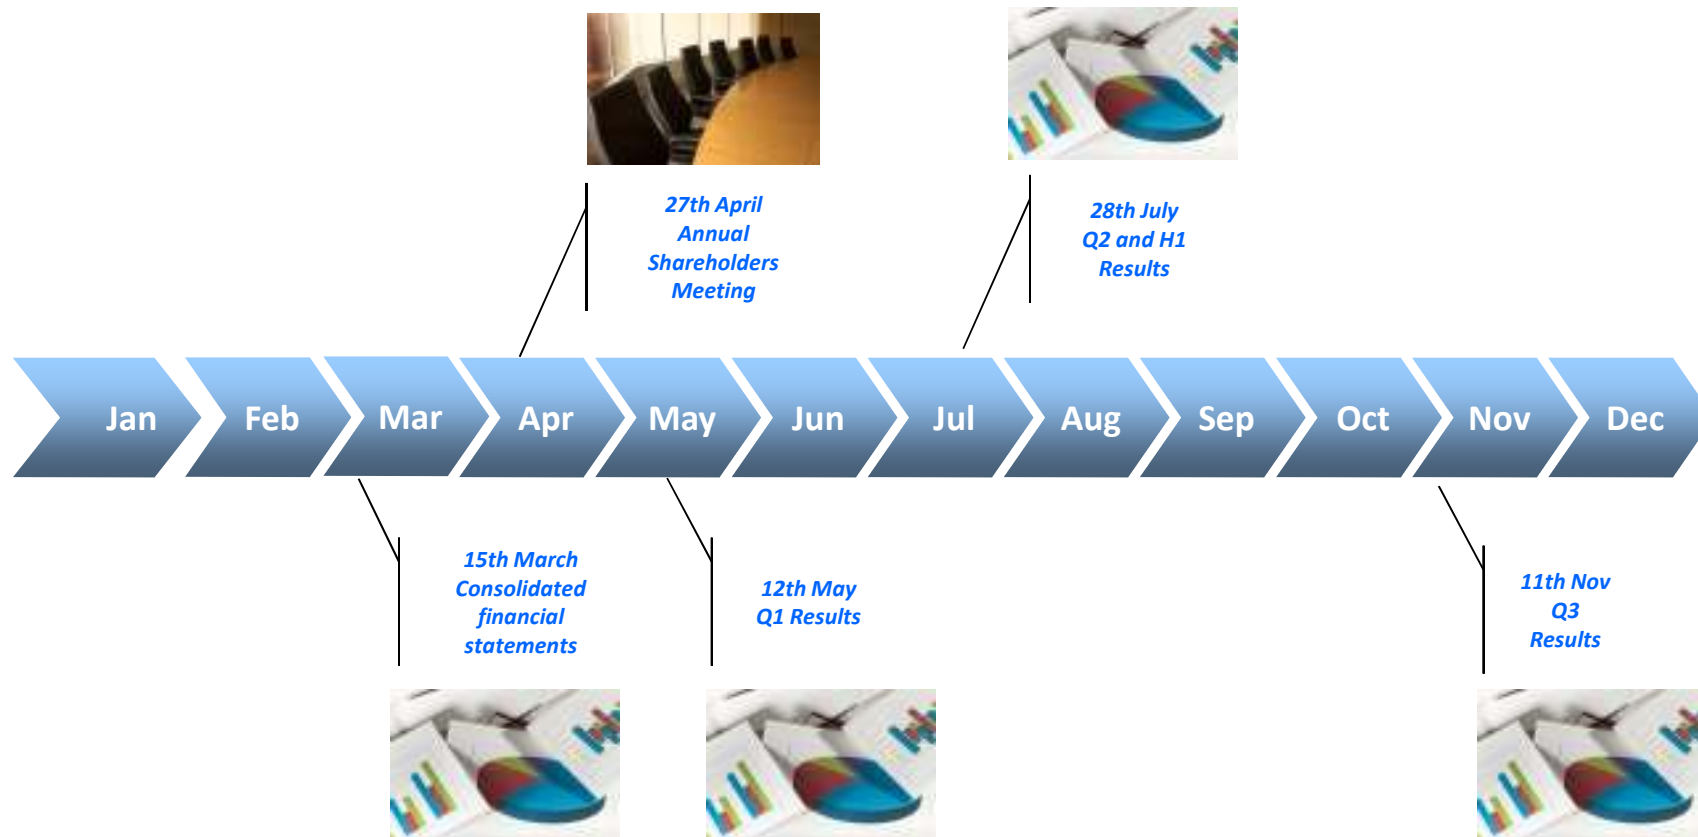 27th April
Annual
Shareholders
Meeting
28th July
Q2 and H1
Results
Jan
Feb
Mar
Apr
May
Jun
Jul
Aug
Sep
Oct
Nov
Dec
15th March
Consolidated
financial
statements
12th May
Q1 Results
11th Nov
Q3
Results